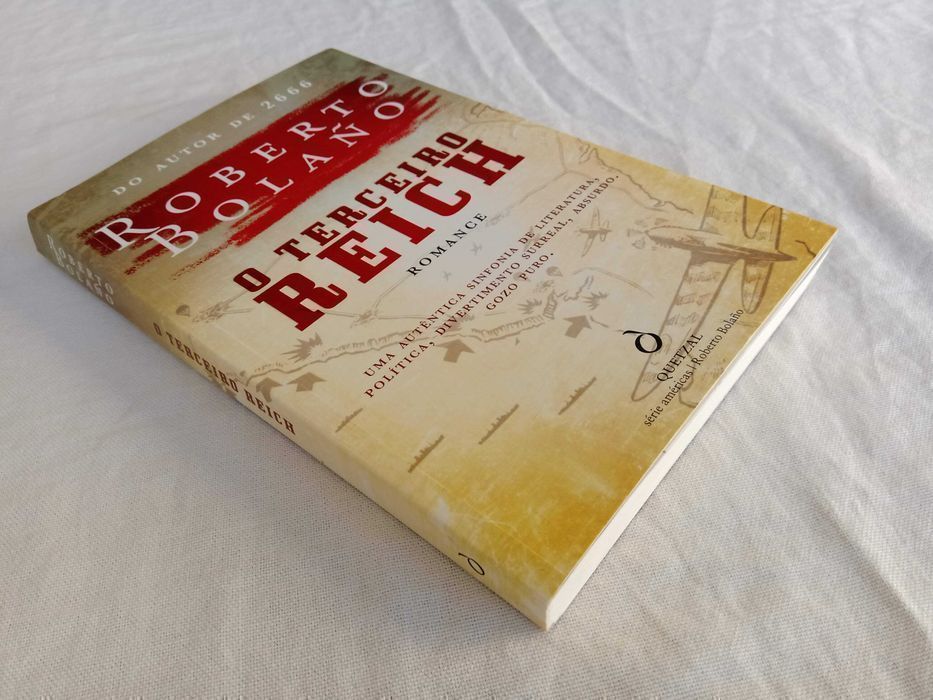 DO AUTOR DE 2666
ROBERTO
BOLAÑO
O TERCEIRO
REICH
ROMANCE
UMA AUTÊNTICA SINFONIA DE LITERATURA,
POLÍTICA, DIVERTIMENTO SURREAL, ABSURDO.
GOZO PURO.
QUETZAL
série américas | Roberto Bolaño
ROBERTO
BOLAÑO
O TERCEIRO REICH